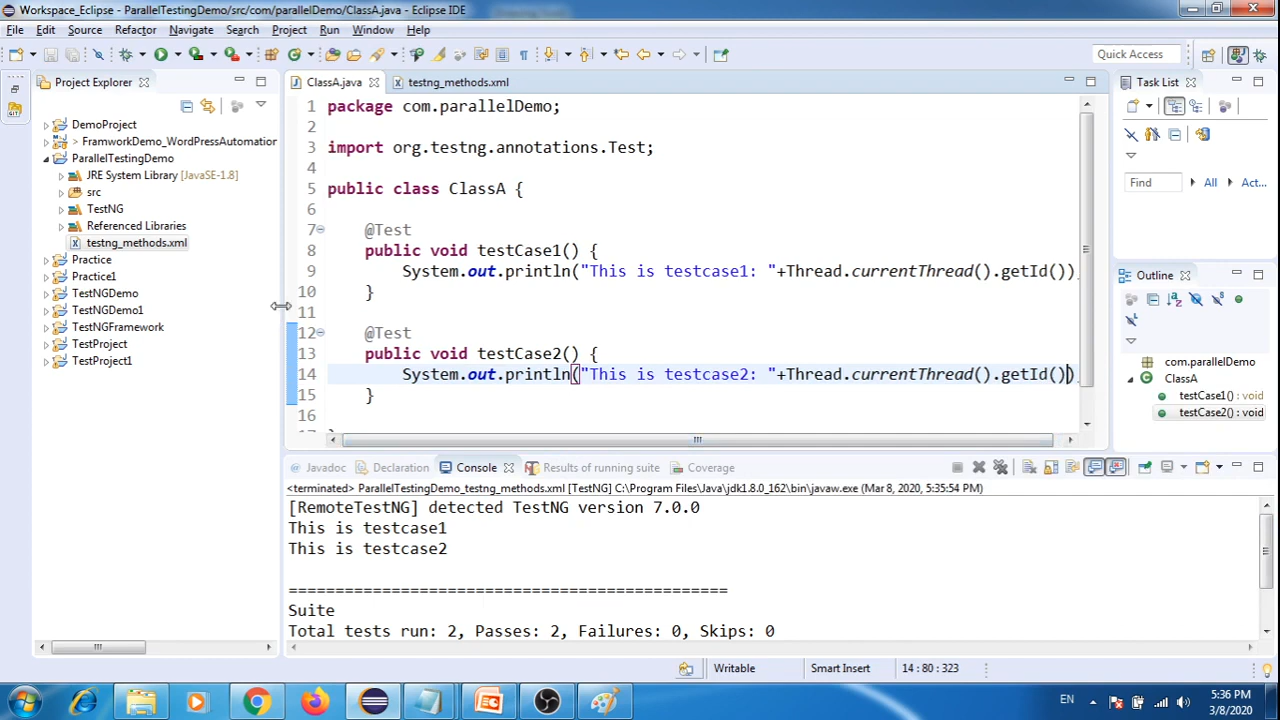 Workspace_Eclipse - ParallelTestingDemo/src/com/parallelDemo/ClassA.java - Eclipse IDE
File Edit Source Refactor Navigate Search Project Run Window Help
Quick Access
Project Explorer
DemoProject
> FramworkDemo_WordPressAutomation
ParallelTestingDemo
JRE System Library [JavaSE-1.8]
src
TestNG
Referenced Libraries
testng_methods.xml
Practice
Practice1
TestNGDemo
TestNGDemo1
TestNGFramework
TestProject
TestProject1
ClassA.java testng_methods.xml
1 package com.parallelDemo;
2
3 import org.testng.annotations.Test;
4
5 public class ClassA {
6
7 @Test
8 public void testCase1() {
9 System.out.println("This is testcase1: "+Thread.currentThread().getId())
10 }
11
12 @Test
13 public void testCase2() {
14 System.out.println("This is testcase2: "+Thread.currentThread().getId())
15 }
16
Task List
Find All Act...
Outline
com.parallelDemo
ClassA
testCase1() : void
testCase2() : void
@ Javadoc Declaration Console Results of running suite Coverage
<terminated> ParallelTestingDemo_testng_methods.xml [TestNG] C:\Program Files\Java\jdk1.8.0_162\bin\javaw.exe (Mar 8, 2020, 5:35:54 PM)
[RemoteTestNG] detected TestNG version 7.0.0
This is testcase1
This is testcase2
===============================================
Suite
Total tests run: 2, Passes: 2, Failures: 0, Skips: 0
Writable Smart Insert 14 : 80 : 323
EN 5:36 PM
3/8/2020